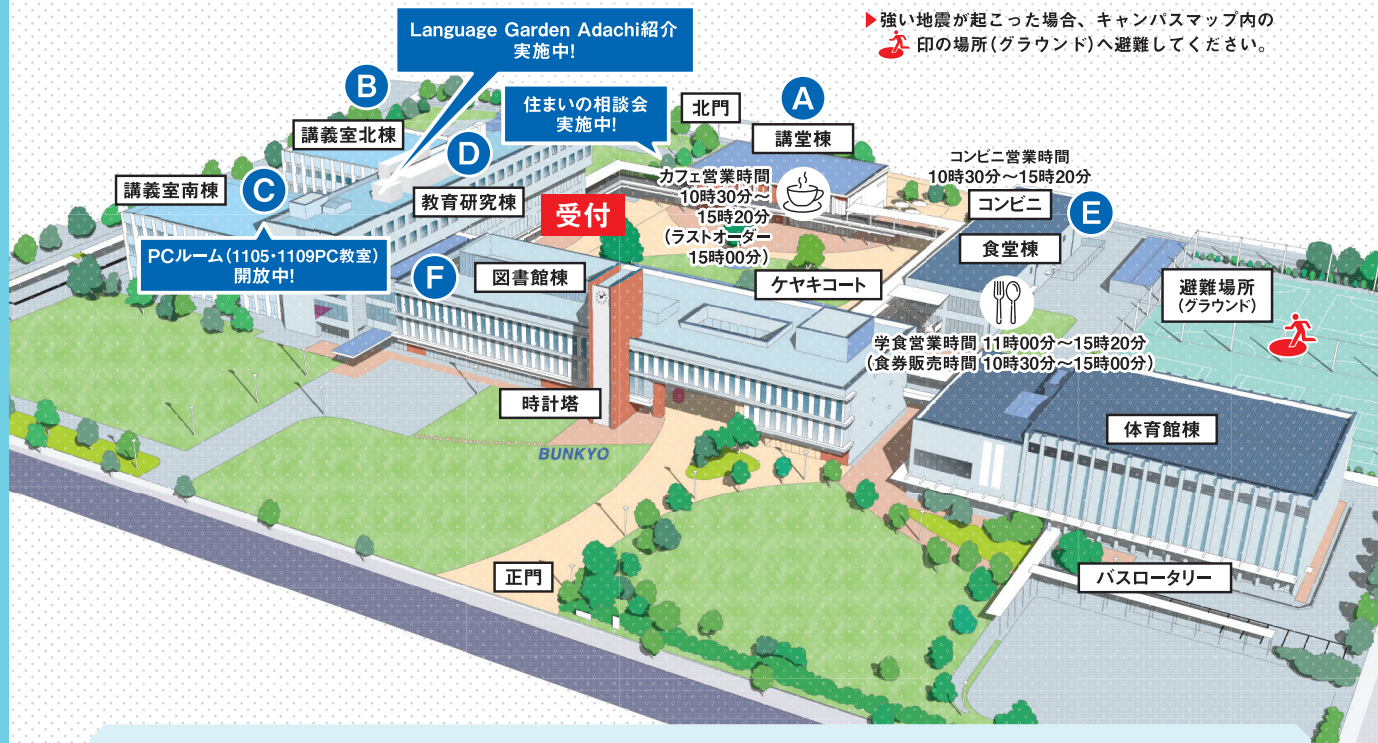 ▶強い地震が起こった場合、キャンパスマップ内の
印の場所(グラウンド)へ避難してください。
Language Garden Adachi紹介
実施中!
住まいの相談会
実施中!
北門
A
講堂棟
B
講義室北棟
D
教育研究棟
講義室南棟
C
PCルーム(1105・1109PC教室)
開放中!
受付
カフェ営業時間
10時30分～
15時20分
(ラストオーダー
15時00分)
コンビニ営業時間
10時30分～15時20分
コンビニ
E
食堂棟
F
図書館棟
ケヤキコート
避難場所
(グラウンド)
学食営業時間 11時00分～15時20分
(食券販売時間 10時30分～15時00分)
時計塔
体育館棟
BUNKYO
正門
バスロータリー